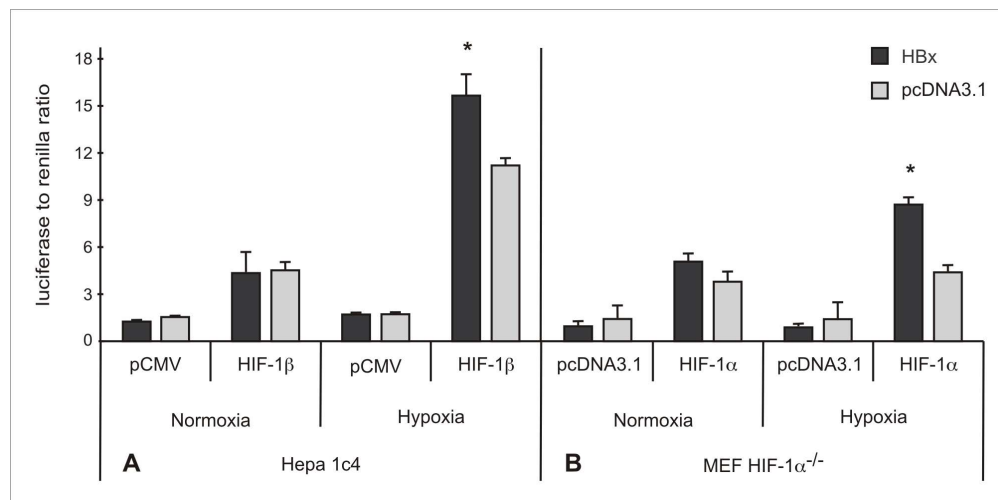 luciferase to renilla ratio
18
15
12
9
6
3
0
*
*
HBx
pcDNA3.1
pCMV HIF-1β pCMV HIF-1β pcDNA3.1 HIF-1α pcDNA3.1 HIF-1α
Normoxia Hypoxia Normoxia Hypoxia
A Hepa 1c4 B MEF HIF-1α-/-